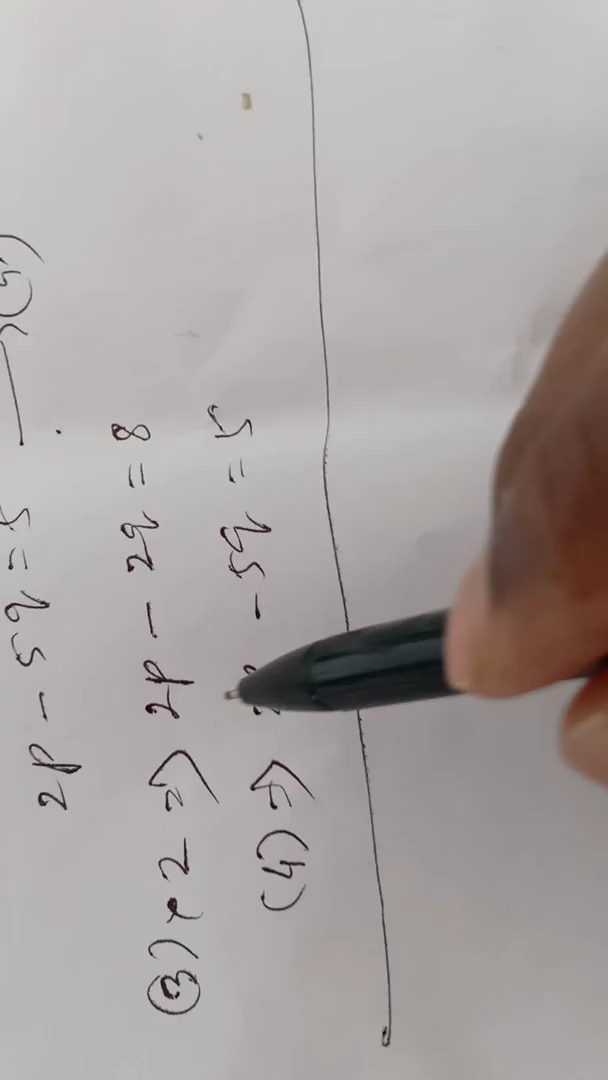 2p - 5q = 5 → (4)
(3) × 2 ⇒ 2p - 2q = 8
(4) ⇒ - 5q = 5